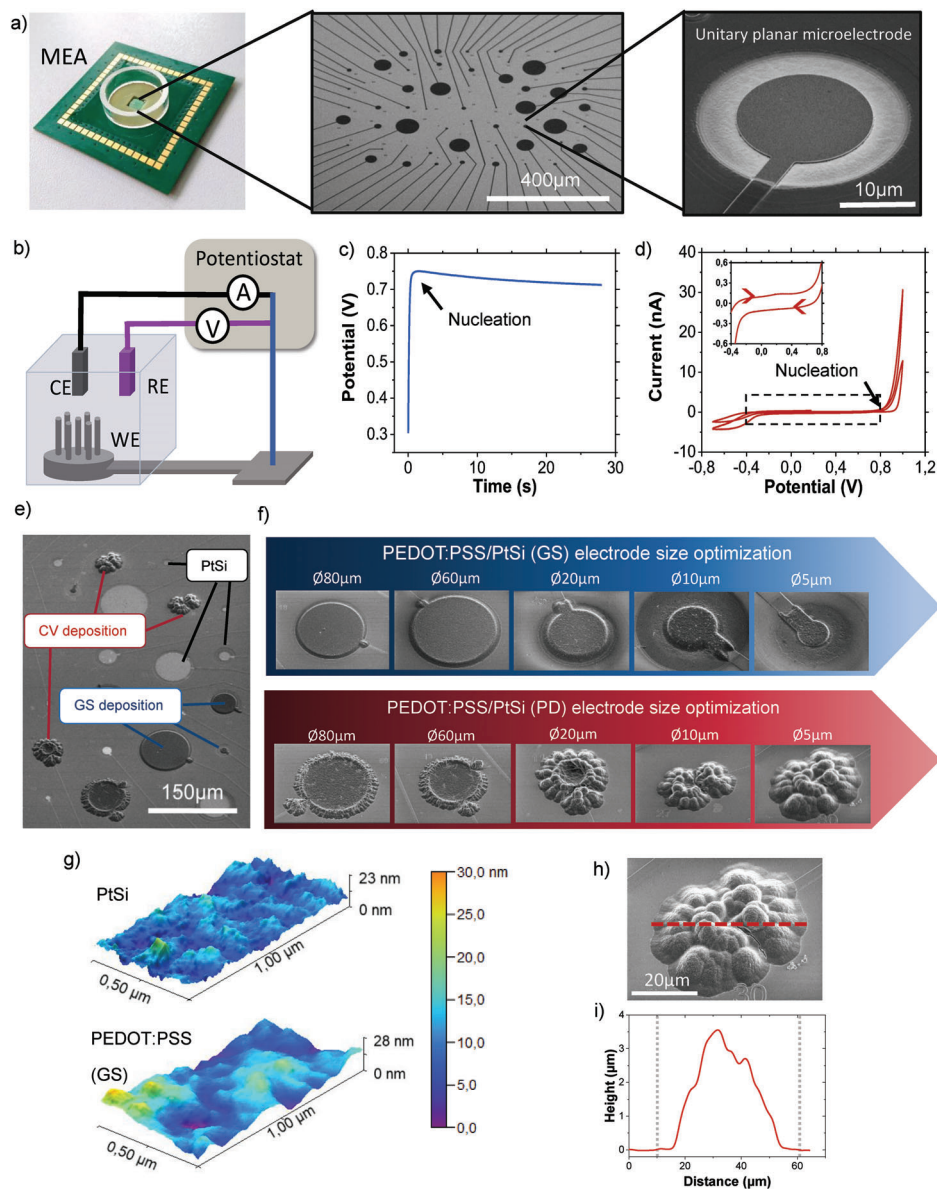 a)
MEA
400µm
Unitary planar microelectrode
10µm
b)
Potentiostat
A
V
CE
RE
WE
c)
Potential (V)
0.8
0.7
0.6
0.5
0.4
0.3
Nucleation
0
10
20
30
Time (s)
d)
Current (nA)
40
30
20
10
0
-10
0,6
0,3
0,0
-0,3
-0,6
-0,4
0,0
0,4
0,8
Nucleation
-0,8
-0,4
0,0
0,4
0,8
1,2
Potential (V)
e)
PtSi
CV deposition
GS deposition
150µm
f)
PEDOT:PSS/PtSi (GS) electrode size optimization
Ø80µm
Ø60µm
Ø20µm
Ø10µm
Ø5µm
PEDOT:PSS/PtSi (PD) electrode size optimization
Ø80µm
Ø60µm
Ø20µm
Ø10µm
Ø5µm
g)
PtSi
23 nm
0 nm
0,50 µm
1,00 µm
PEDOT:PSS
(GS)
28 nm
0 nm
0,50 µm
1,00 µm
30,0 nm
25,0
20,0
15,0
10,0
5,0
0,0
h)
20µm
30
i)
Height (µm)
4
3
2
1
0
0
20
40
60
Distance (µm)